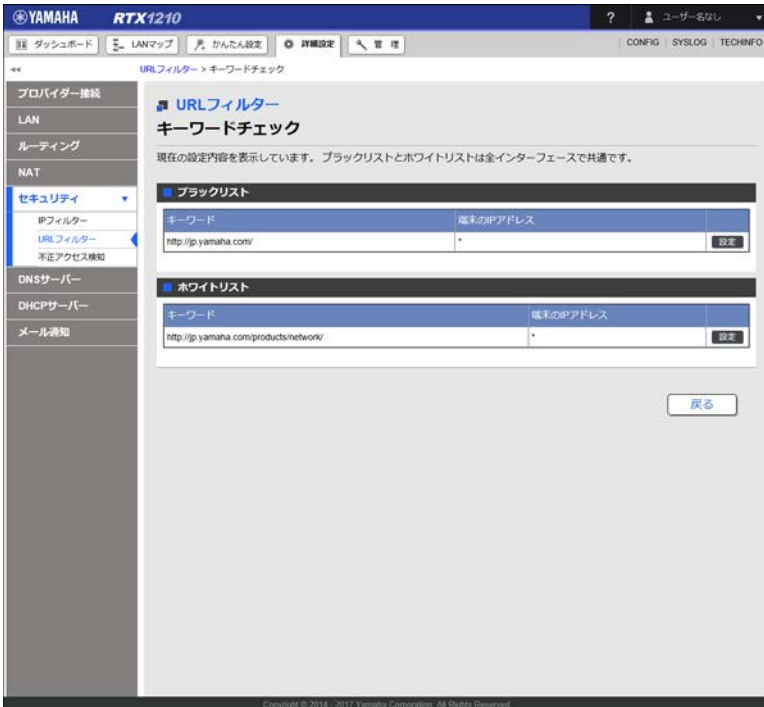 YAMAHA RTX1210 ? ユーザー名なし
ダッシュボード LANマップ かんたん設定 詳細設定 管 理 CONFIG SYSLOG TECHINFO
URLフィルター > キーワードチェック
プロバイダー接続
LAN
ルーティング
NAT
セキュリティ
IPフィルター
URLフィルター
不正アクセス検知
DNSサーバー
DHCPサーバー
メール通知
URLフィルター
キーワードチェック
現在の設定内容を表示しています。 ブラックリストとホワイトリストは全インターフェースで共通です。
ブラックリスト
キーワード 端末のIPアドレス
http://jp.yamaha.com/ * 設定
ホワイトリスト
キーワード 端末のIPアドレス
http://jp.yamaha.com/products/network/ * 設定
戻る
Copyright © 2014 - 2017 Yamaha Corporation. All Rights Reserved.